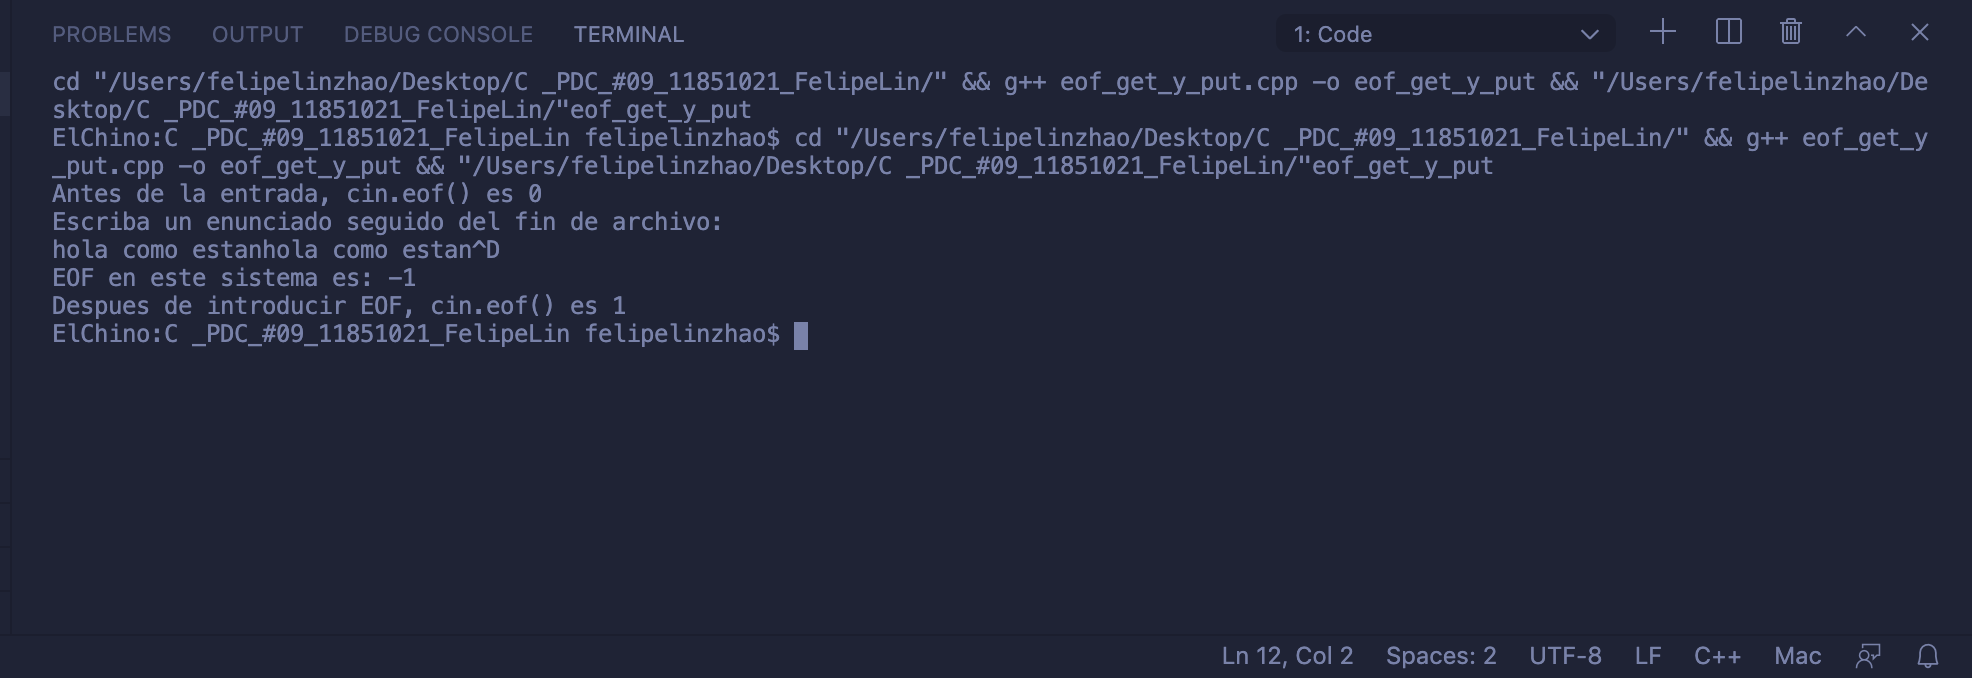 PROBLEMS OUTPUT DEBUG CONSOLE TERMINAL 1: Code
cd "/Users/felipelinzhao/Desktop/C _PDC_#09_11851021_FelipeLin/" && g++ eof_get_y_put.cpp -o eof_get_y_put && "/Users/felipelinzhao/De
sktop/C _PDC_#09_11851021_FelipeLin/"eof_get_y_put
ElChino:C _PDC_#09_11851021_FelipeLin felipelinzhao$ cd "/Users/felipelinzhao/Desktop/C _PDC_#09_11851021_FelipeLin/" && g++ eof_get_y
_put.cpp -o eof_get_y_put && "/Users/felipelinzhao/Desktop/C _PDC_#09_11851021_FelipeLin/"eof_get_y_put
Antes de la entrada, cin.eof() es 0
Escriba un enunciado seguido del fin de archivo:
hola como estanhola como estan^D
EOF en este sistema es: -1
Despues de introducir EOF, cin.eof() es 1
ElChino:C _PDC_#09_11851021_FelipeLin felipelinzhao$
Ln 12, Col 2 Spaces: 2 UTF-8 LF C++ Mac